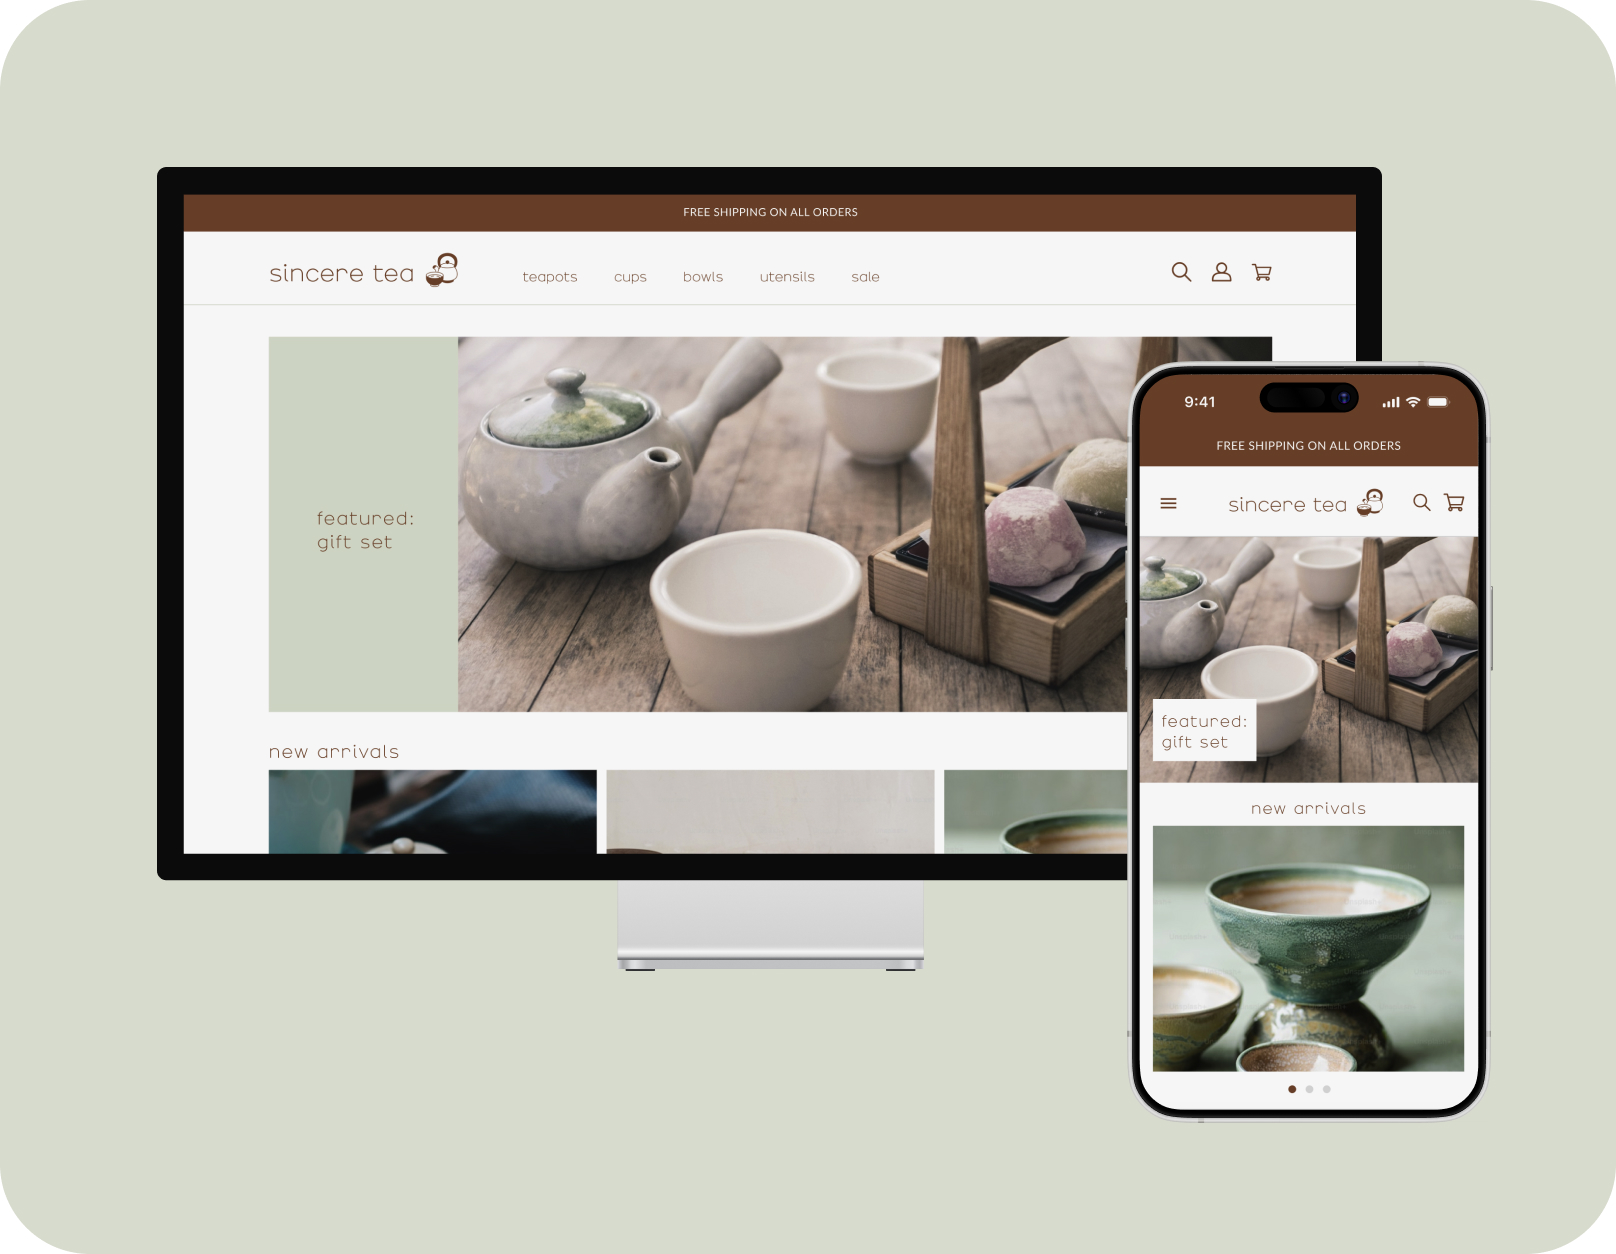 FREE SHIPPING ON ALL ORDERS
sincere tea
teapots cups bowls utensils sale
featured:
gift set
new arrivals
9:41
FREE SHIPPING ON ALL ORDERS
sincere tea
featured:
gift set
new arrivals